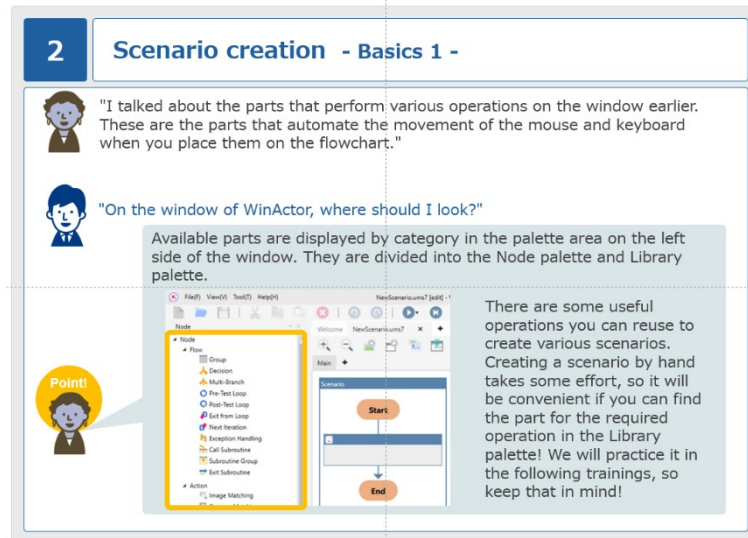 2
Scenario creation - Basics 1 -
"I talked about the parts that perform various operations on the window earlier.
These are the parts that automate the movement of the mouse and keyboard
when you place them on the flowchart."
"On the window of WinActor, where should I look?"
Available parts are displayed by category in the palette area on the left
side of the window. They are divided into the Node palette and Library
palette.
Point!
File(F) View(V) Tool(T) Help(H)
NewScenario.ums7 [edit] -
Node
Node
Flow
Group
Decision
Multi-Branch
Pre-Test Loop
Post-Test Loop
Exit from Loop
Next Iteration
Exception Handling
Call Subroutine
Subroutine Group
Exit Subroutine
Action
Image Matching
Welcome NewScenario.ums7 × +
Main +
Scenario
Start
End
There are some useful
operations you can reuse to
create various scenarios.
Creating a scenario by hand
takes some effort, so it will
be convenient if you can find
the part for the required
operation in the Library
palette! We will practice it in
the following trainings, so
keep that in mind!